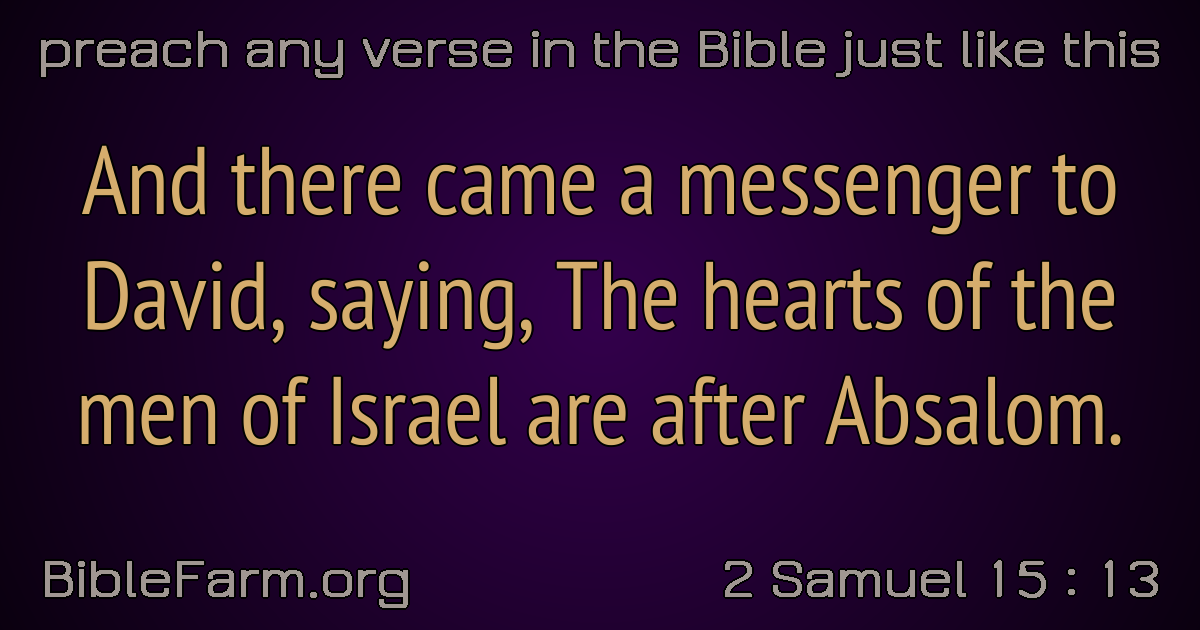 preach any verse in the Bible just like this
And there came a messenger to
David, saying, The hearts of the
men of Israel are after Absalom.
BibleFarm.org
2 Samuel 15 : 13